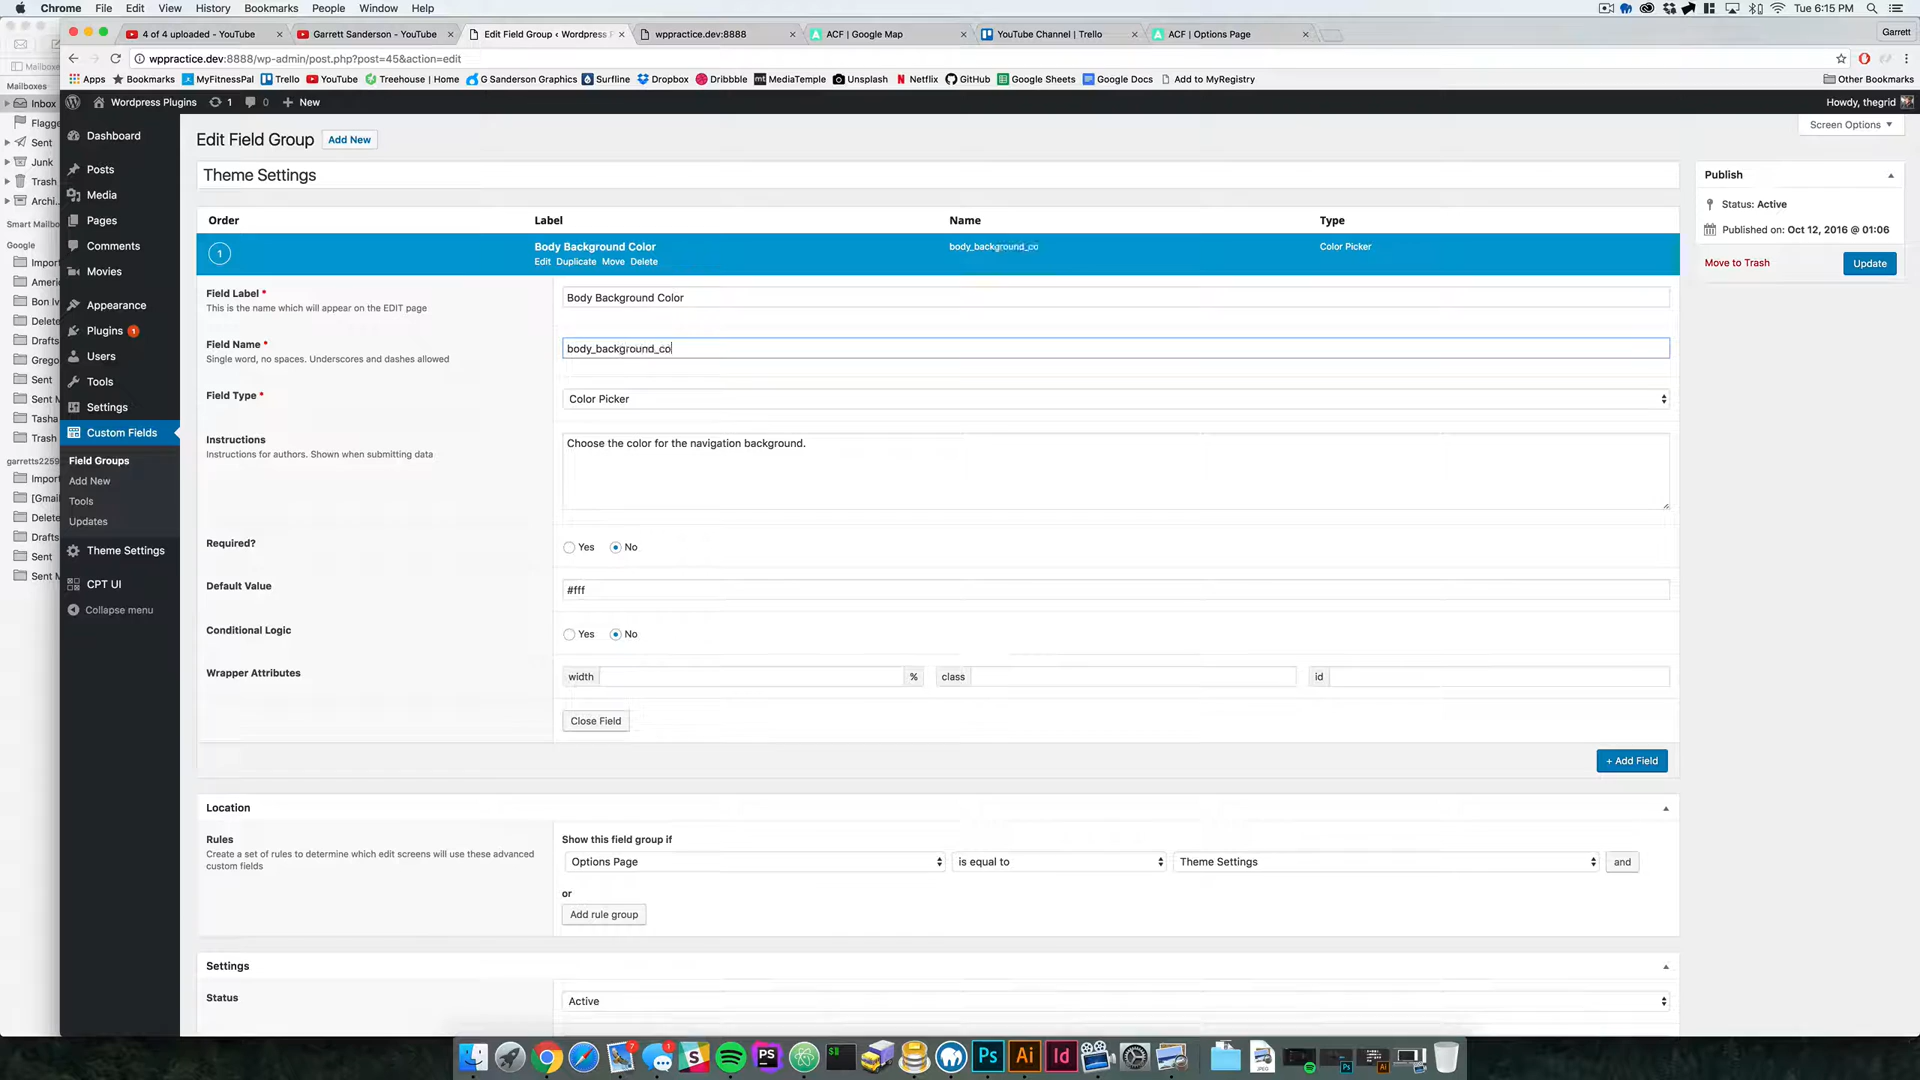 Chrome File Edit View History Bookmarks People Window Help Tue 6:15 PM
4 of 4 uploaded - YouTube
Garrett Sanderson - YouTube
Edit Field Group ‹ Wordpress P
wppractice.dev:8888
ACF | Google Map
YouTube Channel | Trello
ACF | Options Page
Garrett
wppractice.dev:8888/wp-admin/post.php?post=45&action=edit
Apps Bookmarks MyFitnessPal Trello YouTube Treehouse | Home G Sanderson Graphics Surfline Dropbox Dribbble MediaTemple Unsplash Netflix GitHub Google Sheets Google Docs Add to MyRegistry Other Bookmarks
Mailboxes
Inbox
Flagge
Sent
Junk
Trash
Archi...
Smart Mailbo
Google
Import
Americ
Bon Iv
Delete
Drafts
Grego
Sent
Sent M
Tasha
Trash
garretts2259
Import
[Gmai
Delete
Drafts
Sent
Sent M
Wordpress Plugins 1 0 New
Howdy, thegrid
Dashboard
Posts
Media
Pages
Comments
Movies
Appearance
Plugins 1
Users
Tools
Settings
Custom Fields
Field Groups
Add New
Tools
Updates
Theme Settings
CPT UI
Collapse menu
Screen Options
Edit Field Group Add New
Theme Settings
Order Label Name Type
1 Body Background Color body_background_co Color Picker
Edit Duplicate Move Delete
Field Label *
This is the name which will appear on the EDIT page
Body Background Color
Field Name *
Single word, no spaces. Underscores and dashes allowed
body_background_co
Field Type *
Color Picker
Instructions
Instructions for authors. Shown when submitting data
Choose the color for the navigation background.
Required?
Yes No
Default Value
#fff
Conditional Logic
Yes No
Wrapper Attributes
width % class id
Close Field
+ Add Field
Location
Rules
Create a set of rules to determine which edit screens will use these advanced
custom fields
Show this field group if
Options Page is equal to Theme Settings and
or
Add rule group
Settings
Status
Active
Publish
Status: Active
Published on: Oct 12, 2016 @ 01:06
Move to Trash Update
7
1
PS
Ps
Ai
Id
JPEG
Ps
Ai